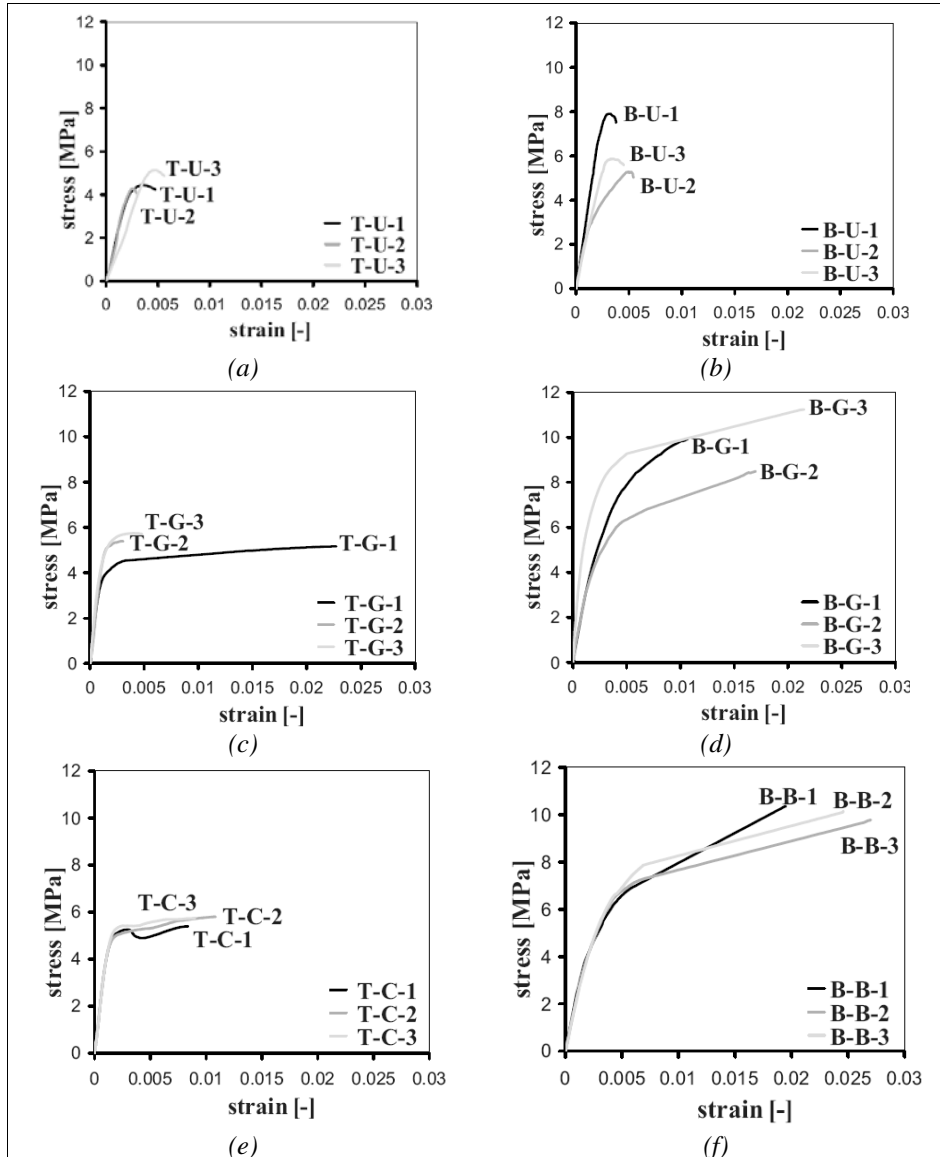 12
10
8
6
4
2
0
stress [MPa]
T-U-3
T-U-1
T-U-2
T-U-1
T-U-2
T-U-3
0 0.005 0.01 0.015 0.02 0.025 0.03
strain [-]
(a)
12
10
8
6
4
2
0
stress [MPa]
B-U-1
B-U-3
B-U-2
B-U-1
B-U-2
B-U-3
0 0.005 0.01 0.015 0.02 0.025 0.03
strain [-]
(b)
12
10
8
6
4
2
0
stress [MPa]
T-G-3
T-G-2
T-G-1
T-G-1
T-G-2
T-G-3
0 0.005 0.01 0.015 0.02 0.025 0.03
strain [-]
(c)
12
10
8
6
4
2
0
stress [MPa]
B-G-3
B-G-1
B-G-2
B-G-1
B-G-2
B-G-3
0 0.005 0.01 0.015 0.02 0.025 0.03
strain [-]
(d)
12
10
8
6
4
2
0
stress [MPa]
T-C-3
T-C-2
T-C-1
T-C-1
T-C-2
T-C-3
0 0.005 0.01 0.015 0.02 0.025 0.03
strain [-]
(e)
12
10
8
6
4
2
0
stress [MPa]
B-B-1
B-B-2
B-B-3
B-B-1
B-B-2
B-B-3
0 0.005 0.01 0.015 0.02 0.025 0.03
strain [-]
(f)